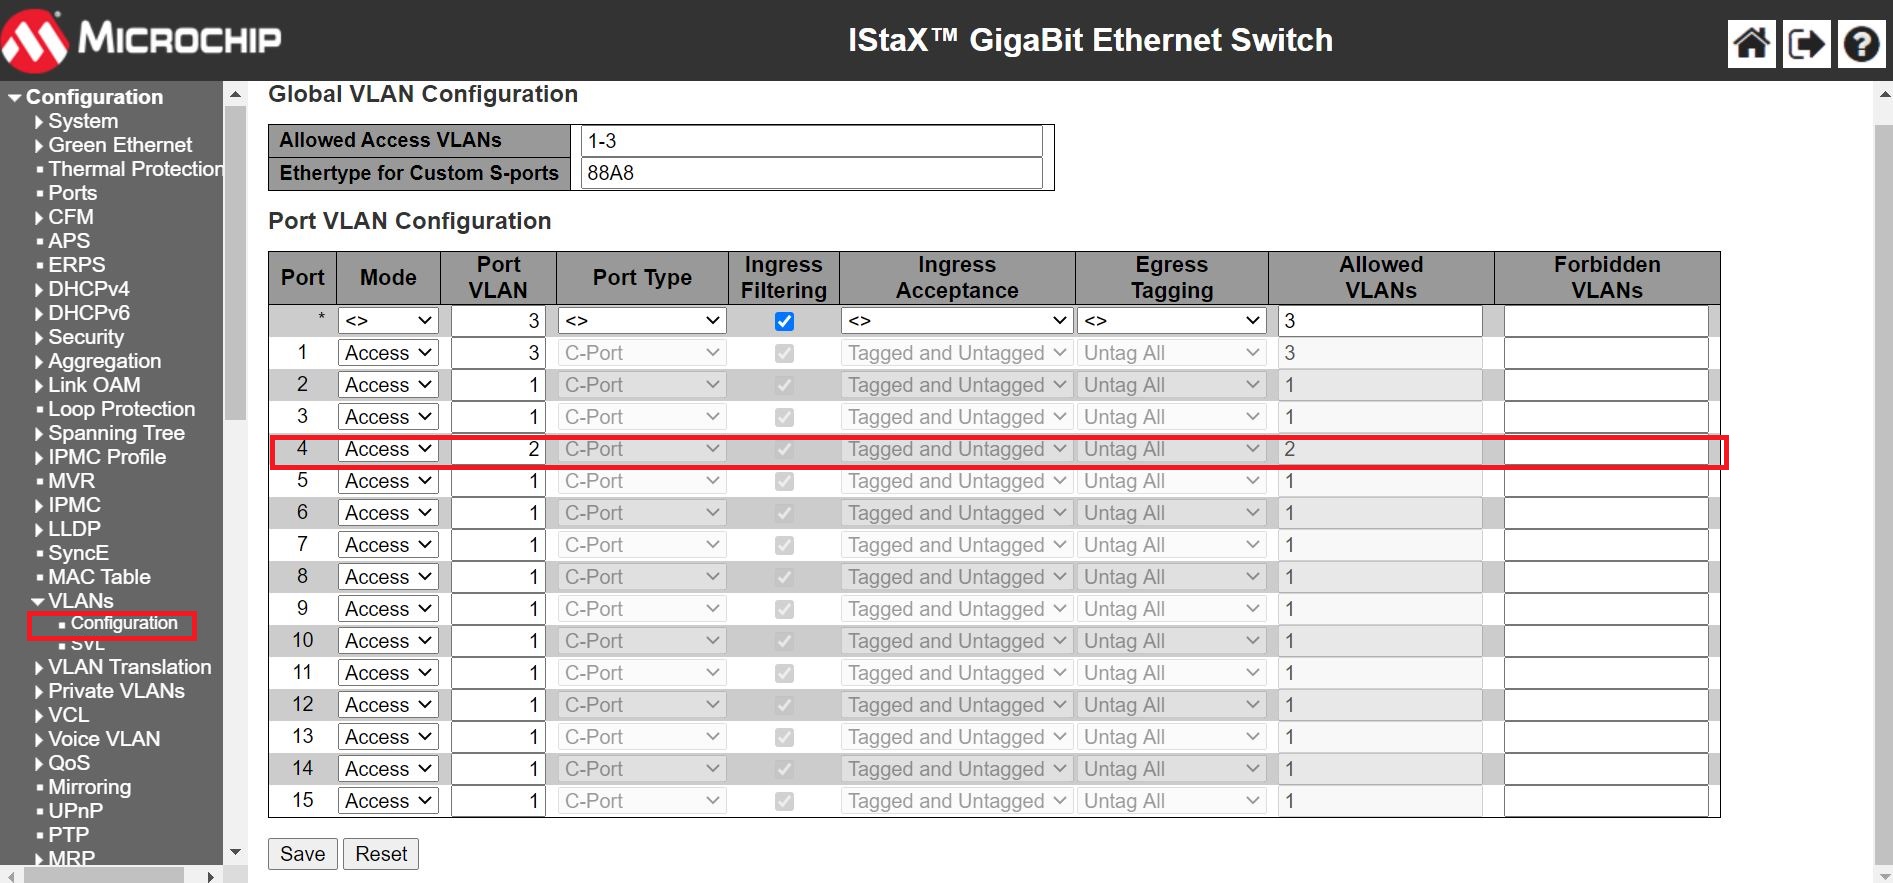 MICROCHIP
IStaX™ GigaBit Ethernet Switch
Configuration
System
Green Ethernet
Thermal Protection
Ports
CFM
APS
ERPS
DHCPv4
DHCPv6
Security
Aggregation
Link OAM
Loop Protection
Spanning Tree
IPMC Profile
MVR
IPMC
LLDP
SyncE
MAC Table
VLANs
Configuration
SVL
VLAN Translation
Private VLANs
VCL
Voice VLAN
QoS
Mirroring
UPnP
PTP
MRP
Global VLAN Configuration
Allowed Access VLANs 1-3
Ethertype for Custom S-ports 88A8
Port VLAN Configuration
Port Mode Port VLAN Port Type Ingress Filtering Ingress Acceptance Egress Tagging Allowed VLANs Forbidden VLANs
* <> 3 <> <> <> 3
1 Access 3 C-Port Tagged and Untagged Untag All 3
2 Access 1 C-Port Tagged and Untagged Untag All 1
3 Access 1 C-Port Tagged and Untagged Untag All 1
4 Access 2 C-Port Tagged and Untagged Untag All 2
5 Access 1 C-Port Tagged and Untagged Untag All 1
6 Access 1 C-Port Tagged and Untagged Untag All 1
7 Access 1 C-Port Tagged and Untagged Untag All 1
8 Access 1 C-Port Tagged and Untagged Untag All 1
9 Access 1 C-Port Tagged and Untagged Untag All 1
10 Access 1 C-Port Tagged and Untagged Untag All 1
11 Access 1 C-Port Tagged and Untagged Untag All 1
12 Access 1 C-Port Tagged and Untagged Untag All 1
13 Access 1 C-Port Tagged and Untagged Untag All 1
14 Access 1 C-Port Tagged and Untagged Untag All 1
15 Access 1 C-Port Tagged and Untagged Untag All 1
Save Reset